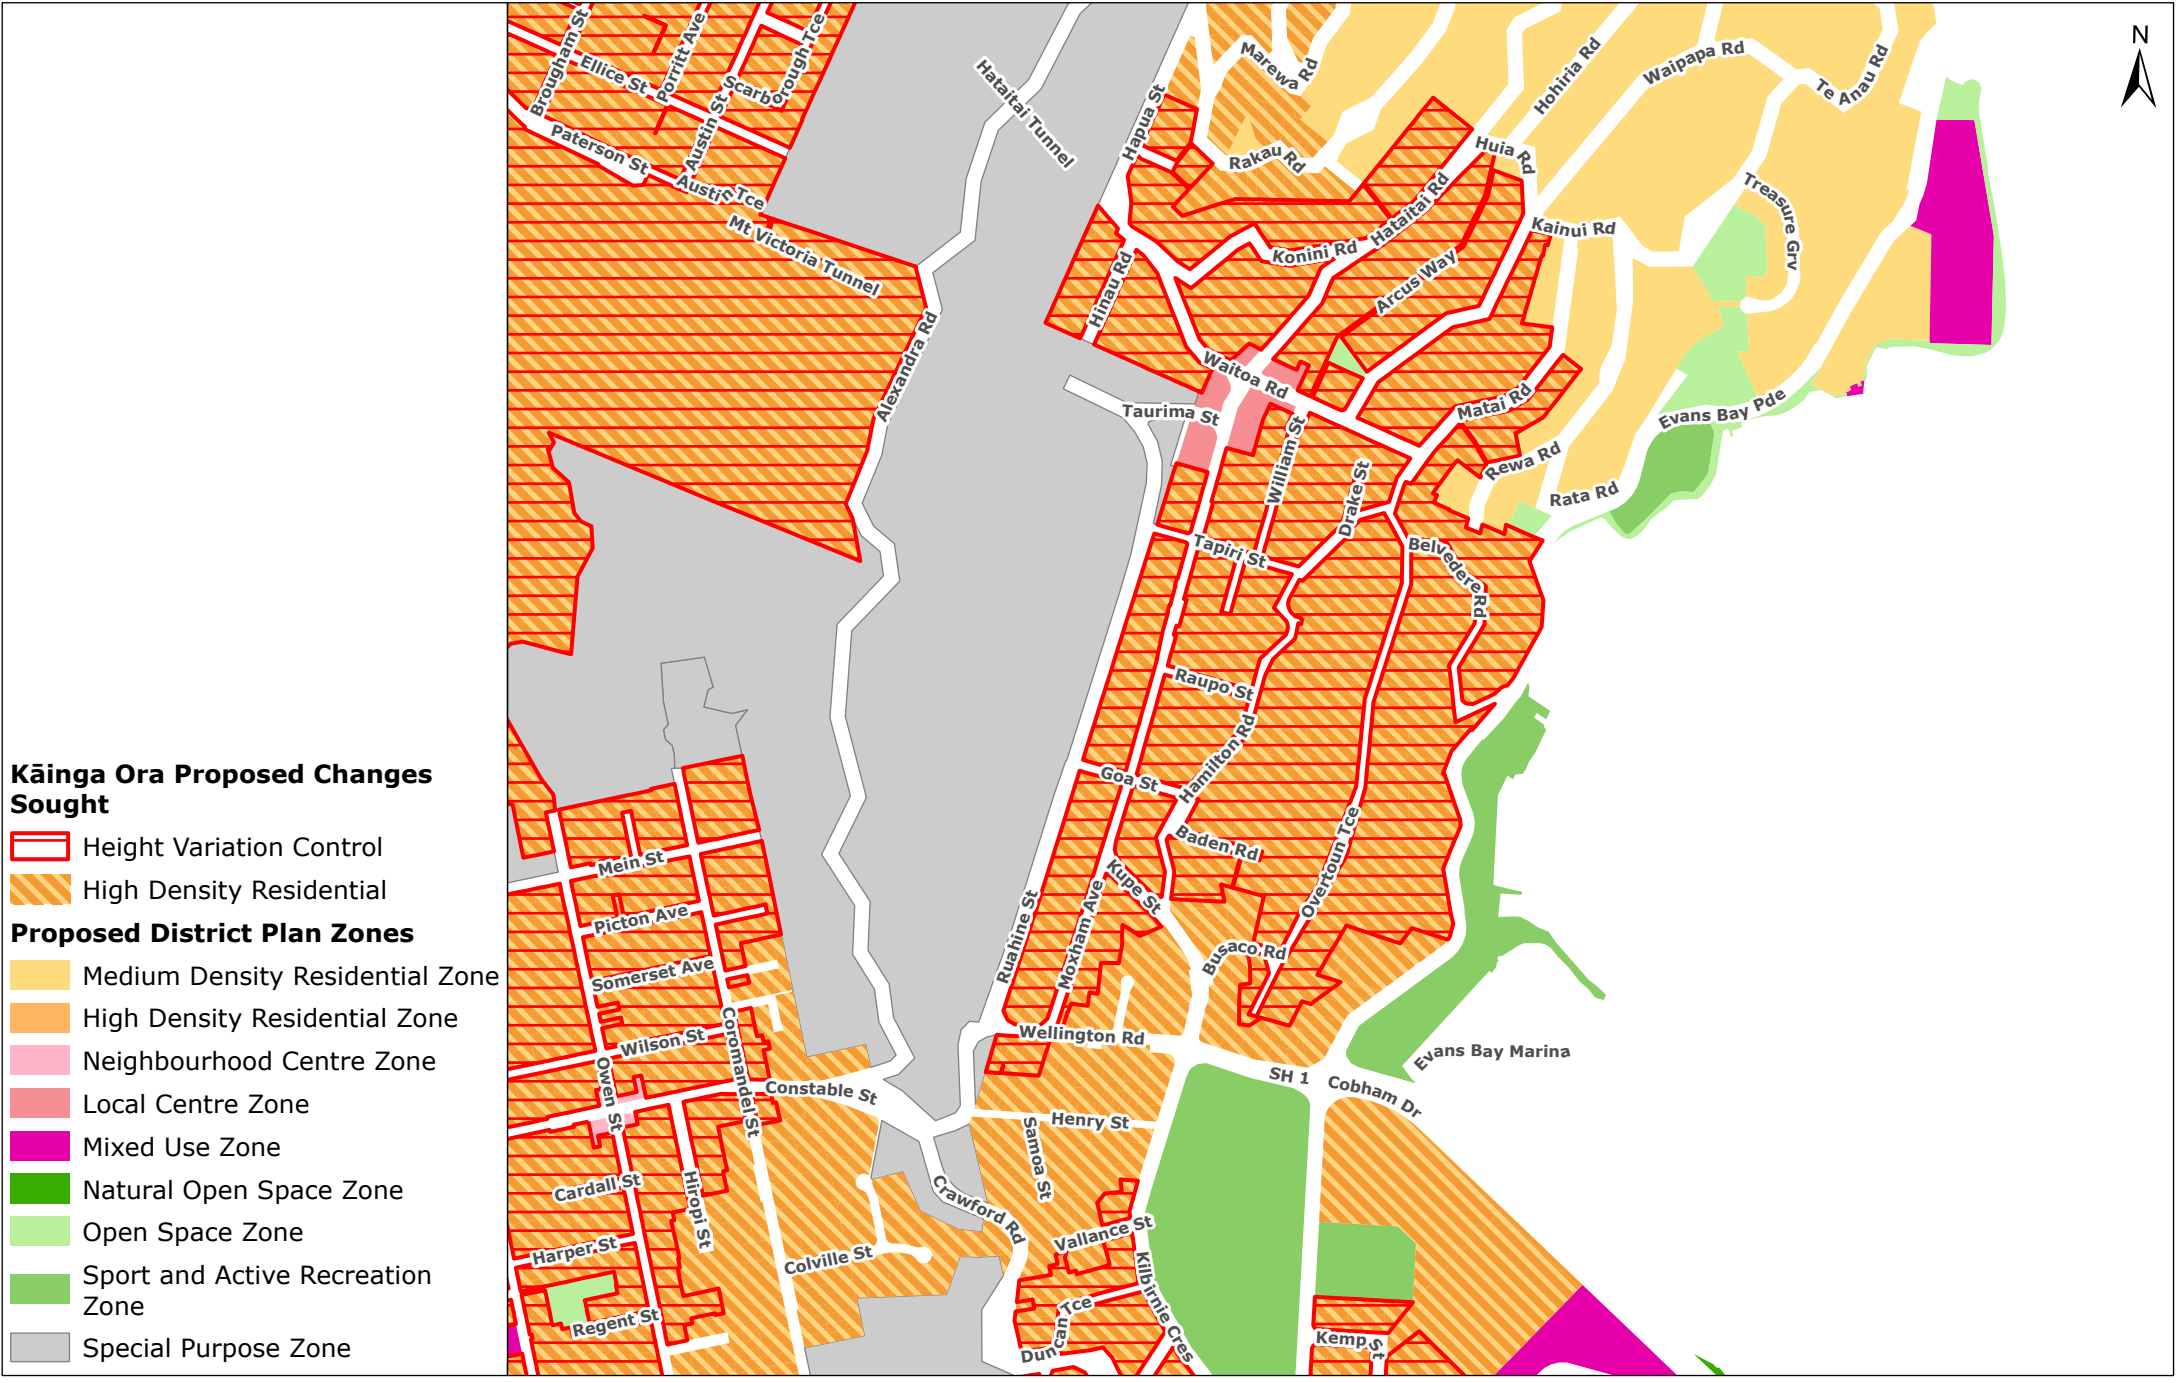 Kāinga Ora Proposed Changes
Sought
Height Variation Control
High Density Residential
Proposed District Plan Zones
Medium Density Residential Zone
High Density Residential Zone
Neighbourhood Centre Zone
Local Centre Zone
Mixed Use Zone
Natural Open Space Zone
Open Space Zone
Sport and Active Recreation
Zone
Special Purpose Zone
N
Brougham St
Ellice St
Porritt Ave
Scarborough Tce
Austin St
Paterson St
Austin Tce
Mt Victoria Tunnel
Hataitai Tunnel
Alexandra Rd
Hapua St
Marewa Rd
Rakau Rd
Hohiria Rd
Waipapa Rd
Te Anau Rd
Huia Rd
Hataitai Rd
Konini Rd
Kainui Rd
Treasure Grv
Arcus Way
Hinau Rd
Waitoa Rd
Taurima St
William St
Matai Rd
Evans Bay Pde
Rewa Rd
Rata Rd
Drake St
Tapiri St
Belvedere Rd
Raupo St
Hamilton Rd
Goa St
Baden Rd
Overtoun Tce
Kupe St
Moxham Ave
Ruahine St
Busaco Rd
Wellington Rd
SH 1
Cobham Dr
Evans Bay Marina
Mein St
Picton Ave
Somerset Ave
Wilson St
Owen St
Coromandel St
Constable St
Henry St
Samoa St
Crawford Rd
Cardall St
Hiropi St
Harper St
Colville St
Regent St
Vallance St
Kilbirnie Cres
Duncan Tce
Kemp St